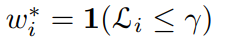 $w_i^* = \mathbf{1}(\mathcal{L}_i \leq \gamma)$